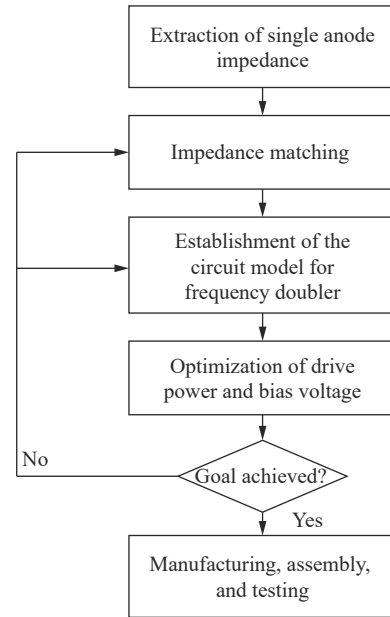 Extraction of single anode
impedance
Impedance matching
Establishment of the
circuit model for
frequency doubler
Optimization of drive
power and bias voltage
No
Goal achieved?
Yes
Manufacturing, assembly,
and testing